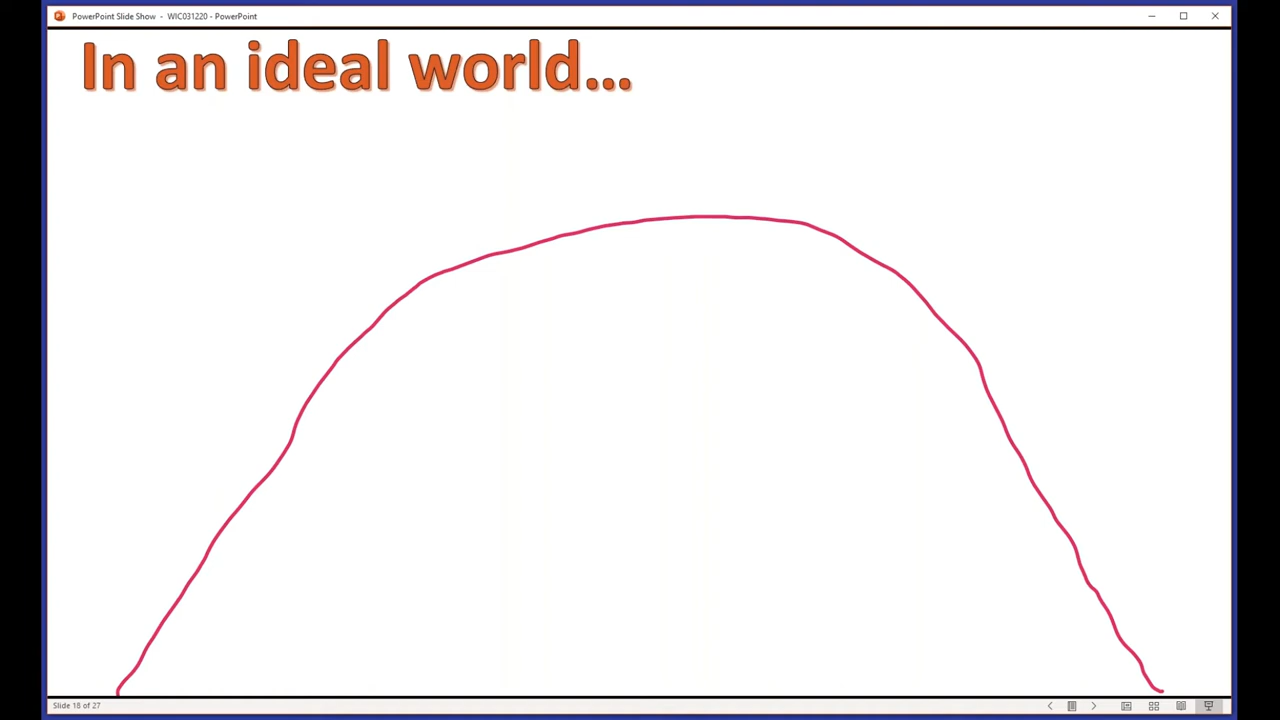 PowerPoint Slide Show - WIC031220 - PowerPoint
In an ideal world...
Slide 18 of 27